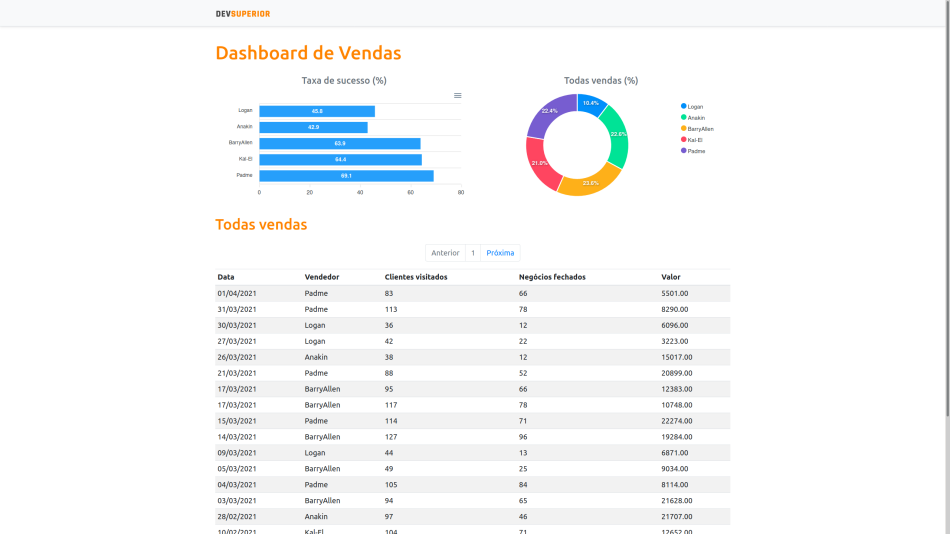 DEVSUPERIOR
Dashboard de Vendas
Taxa de sucesso (%)
Logan 45.8
Anakin 42.9
BarryAllen 63.9
Kal-El 64.4
Padme 69.1
0 20 40 60 80
Todas vendas (%)
22.4%
22.8%
Logan
Anakin
BarryAllen
Kal-El
Padme
Todas vendas
Anterior 1 Próxima
Data Vendedor Clientes visitados Negócios fechados Valor
01/04/2021 Padme 83 66 5501.00
31/03/2021 Padme 113 78 8290.00
30/03/2021 Logan 36 12 6096.00
27/03/2021 Logan 42 22 3223.00
26/03/2021 Anakin 38 12 15017.00
21/03/2021 Padme 88 52 20899.00
17/03/2021 BarryAllen 95 66 12383.00
17/03/2021 BarryAllen 117 78 10748.00
15/03/2021 Padme 114 71 22274.00
14/03/2021 BarryAllen 127 96 19284.00
09/03/2021 Logan 44 13 6871.00
05/03/2021 BarryAllen 49 25 9034.00
04/03/2021 Padme 105 84 8114.00
03/03/2021 BarryAllen 94 65 21628.00
28/02/2021 Anakin 97 46 21707.00
10/02/2021 Kal-El 104 71 12652.00